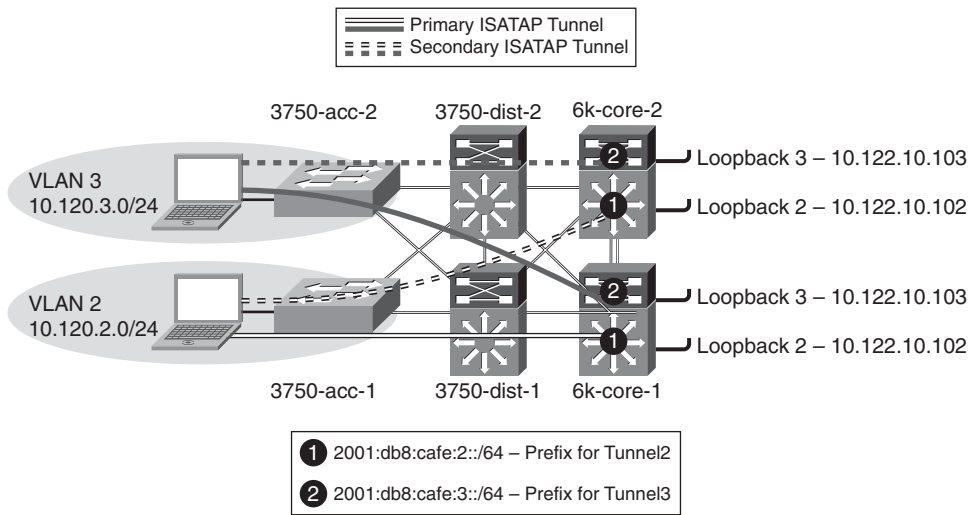 Primary ISATAP Tunnel
Secondary ISATAP Tunnel
3750-acc-2
3750-dist-2
6k-core-2
VLAN 3
10.120.3.0/24
2
Loopback 3 – 10.122.10.103
1
Loopback 2 – 10.122.10.102
VLAN 2
10.120.2.0/24
2
Loopback 3 – 10.122.10.103
1
Loopback 2 – 10.122.10.102
3750-acc-1
3750-dist-1
6k-core-1
1 2001:db8:cafe:2::/64 – Prefix for Tunnel2
2 2001:db8:cafe:3::/64 – Prefix for Tunnel3